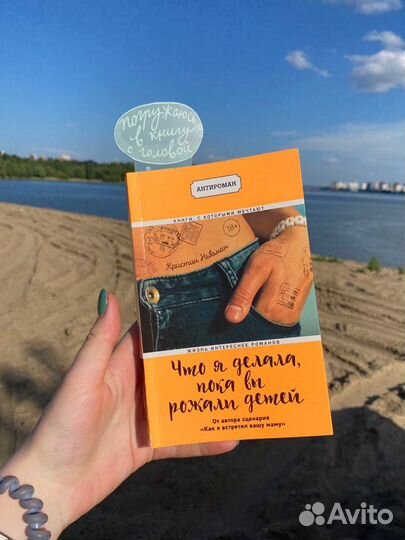 погружаюсь
в книгу
с головой
АНТИРОМАН
КНИГИ, С КОТОРЫМИ МЕЧТАЮТ
18+
Кристин Ньюман
ЖИЗНЬ ИНТЕРЕСНЕЕ РОМАНОВ
Что я делала,
пока вы
рожали детей
От автора сценария
«Как я встретил вашу маму»
Avito